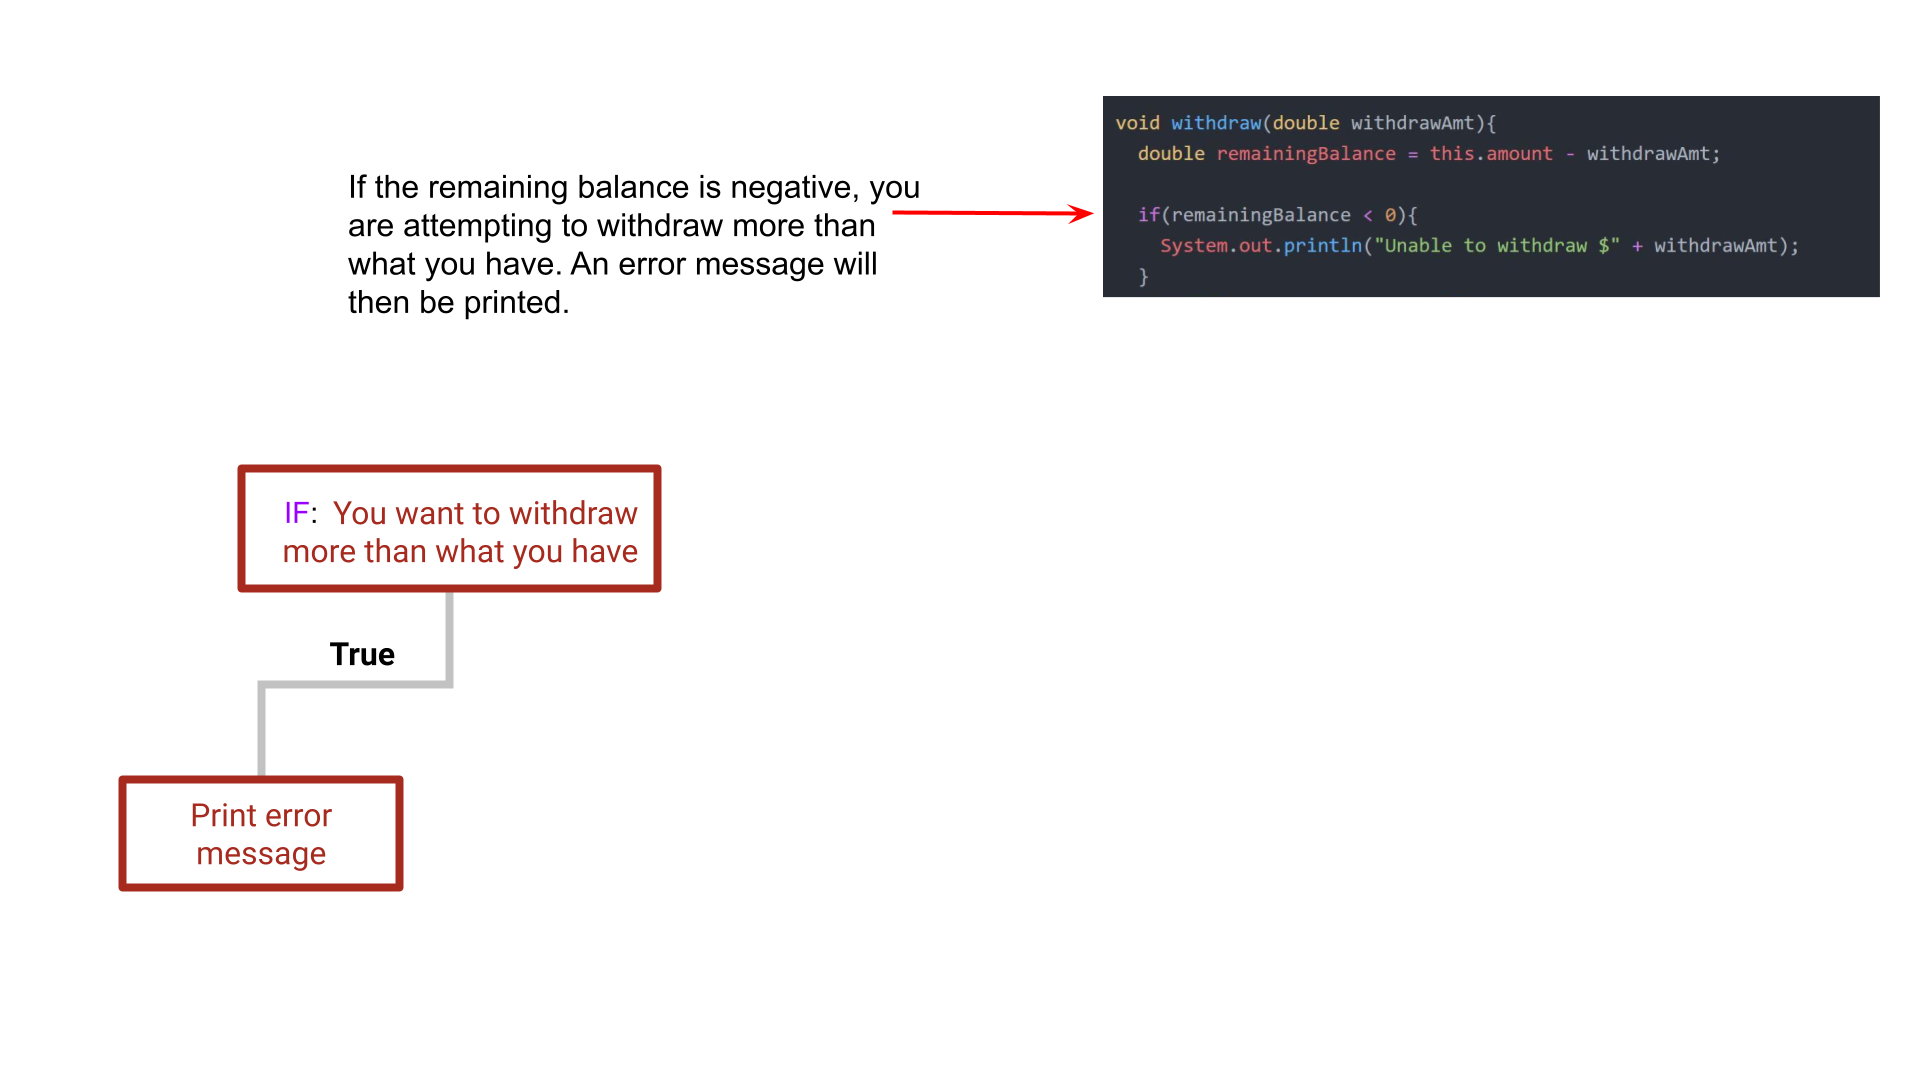 If the remaining balance is negative, you
are attempting to withdraw more than
what you have. An error message will
then be printed.
void withdraw(double withdrawAmt){
double remainingBalance = this.amount - withdrawAmt;
if(remainingBalance < 0){
System.out.println("Unable to withdraw $" + withdrawAmt);
}
IF: You want to withdraw
more than what you have
True
Print error
message